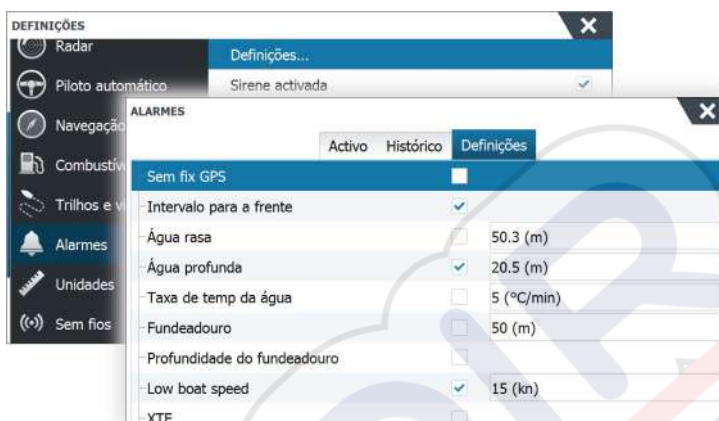 DEFINIÇÕES
Radar
Definições...
Piloto automático
Sirene activada
ALARMES
Navegação
Activo Histórico Definições
Combustív
Sem fix GPS
Trilhos e v
Intervalo para a frente
Alarmes
Água rasa 50.3 (m)
Água profunda 20.5 (m)
Unidades
Taxa de temp da água 5 (°C/min)
Sem fios
Fundeadouro 50 (m)
Profundidade do fundeadouro
Low boat speed 15 (kn)
XTE